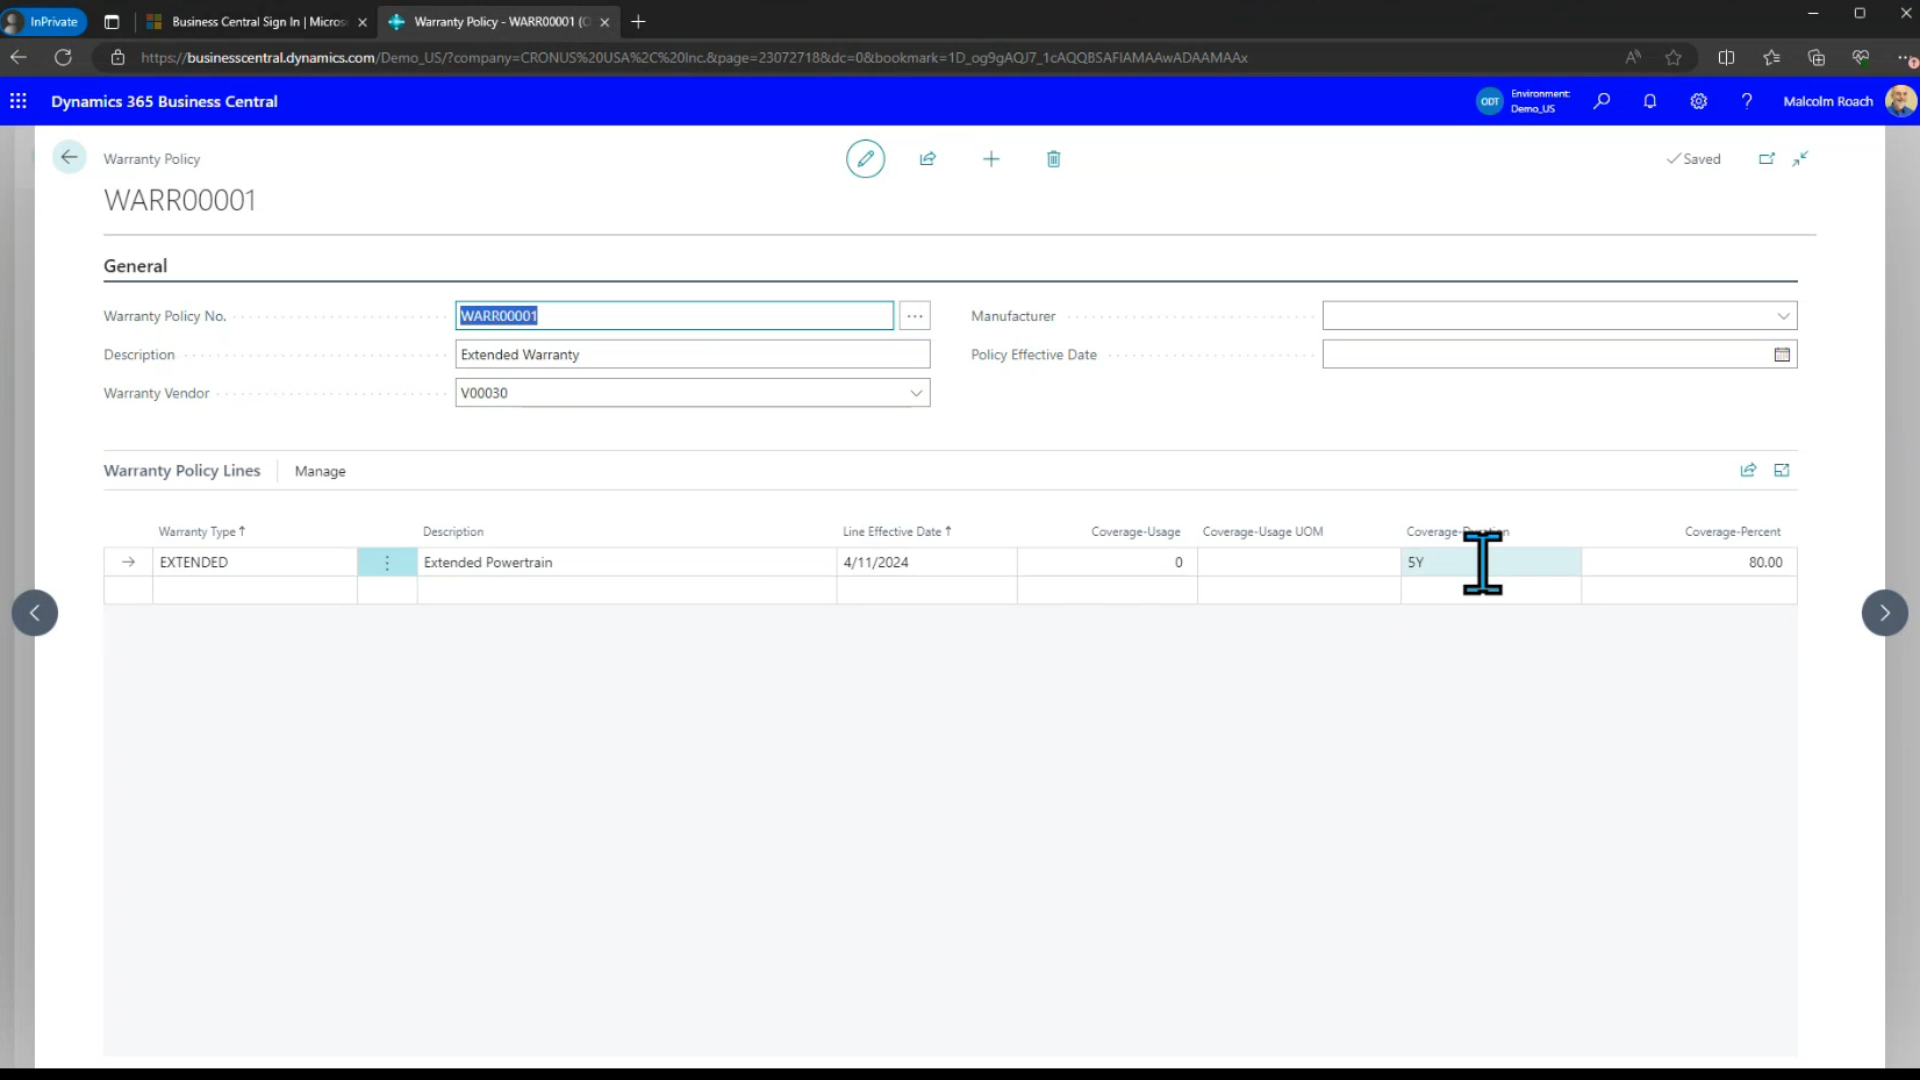 InPrivate
Business Central Sign In | Micros
Warranty Policy - WARR00001 (
https://businesscentral.dynamics.com/Demo_US/?company=CRONUS%20USA%2C%20Inc.&page=23072718&dc=0&bookmark=1D_og9gAQJ7_1cAQQBSAFIAMAAwADAAMAAx
Dynamics 365 Business Central
ODT
Environment:
Demo_US
?
Malcolm Roach
Warranty Policy
Saved
WARR00001
General
Warranty Policy No.
WARR00001
Manufacturer
Description
Extended Warranty
Policy Effective Date
Warranty Vendor
V00030
Warranty Policy Lines
Manage
Warranty Type ↑
Description
Line Effective Date ↑
Coverage-Usage
Coverage-Usage UOM
Coverage-Duration
Coverage-Percent
EXTENDED
Extended Powertrain
4/11/2024
0
5Y
80.00